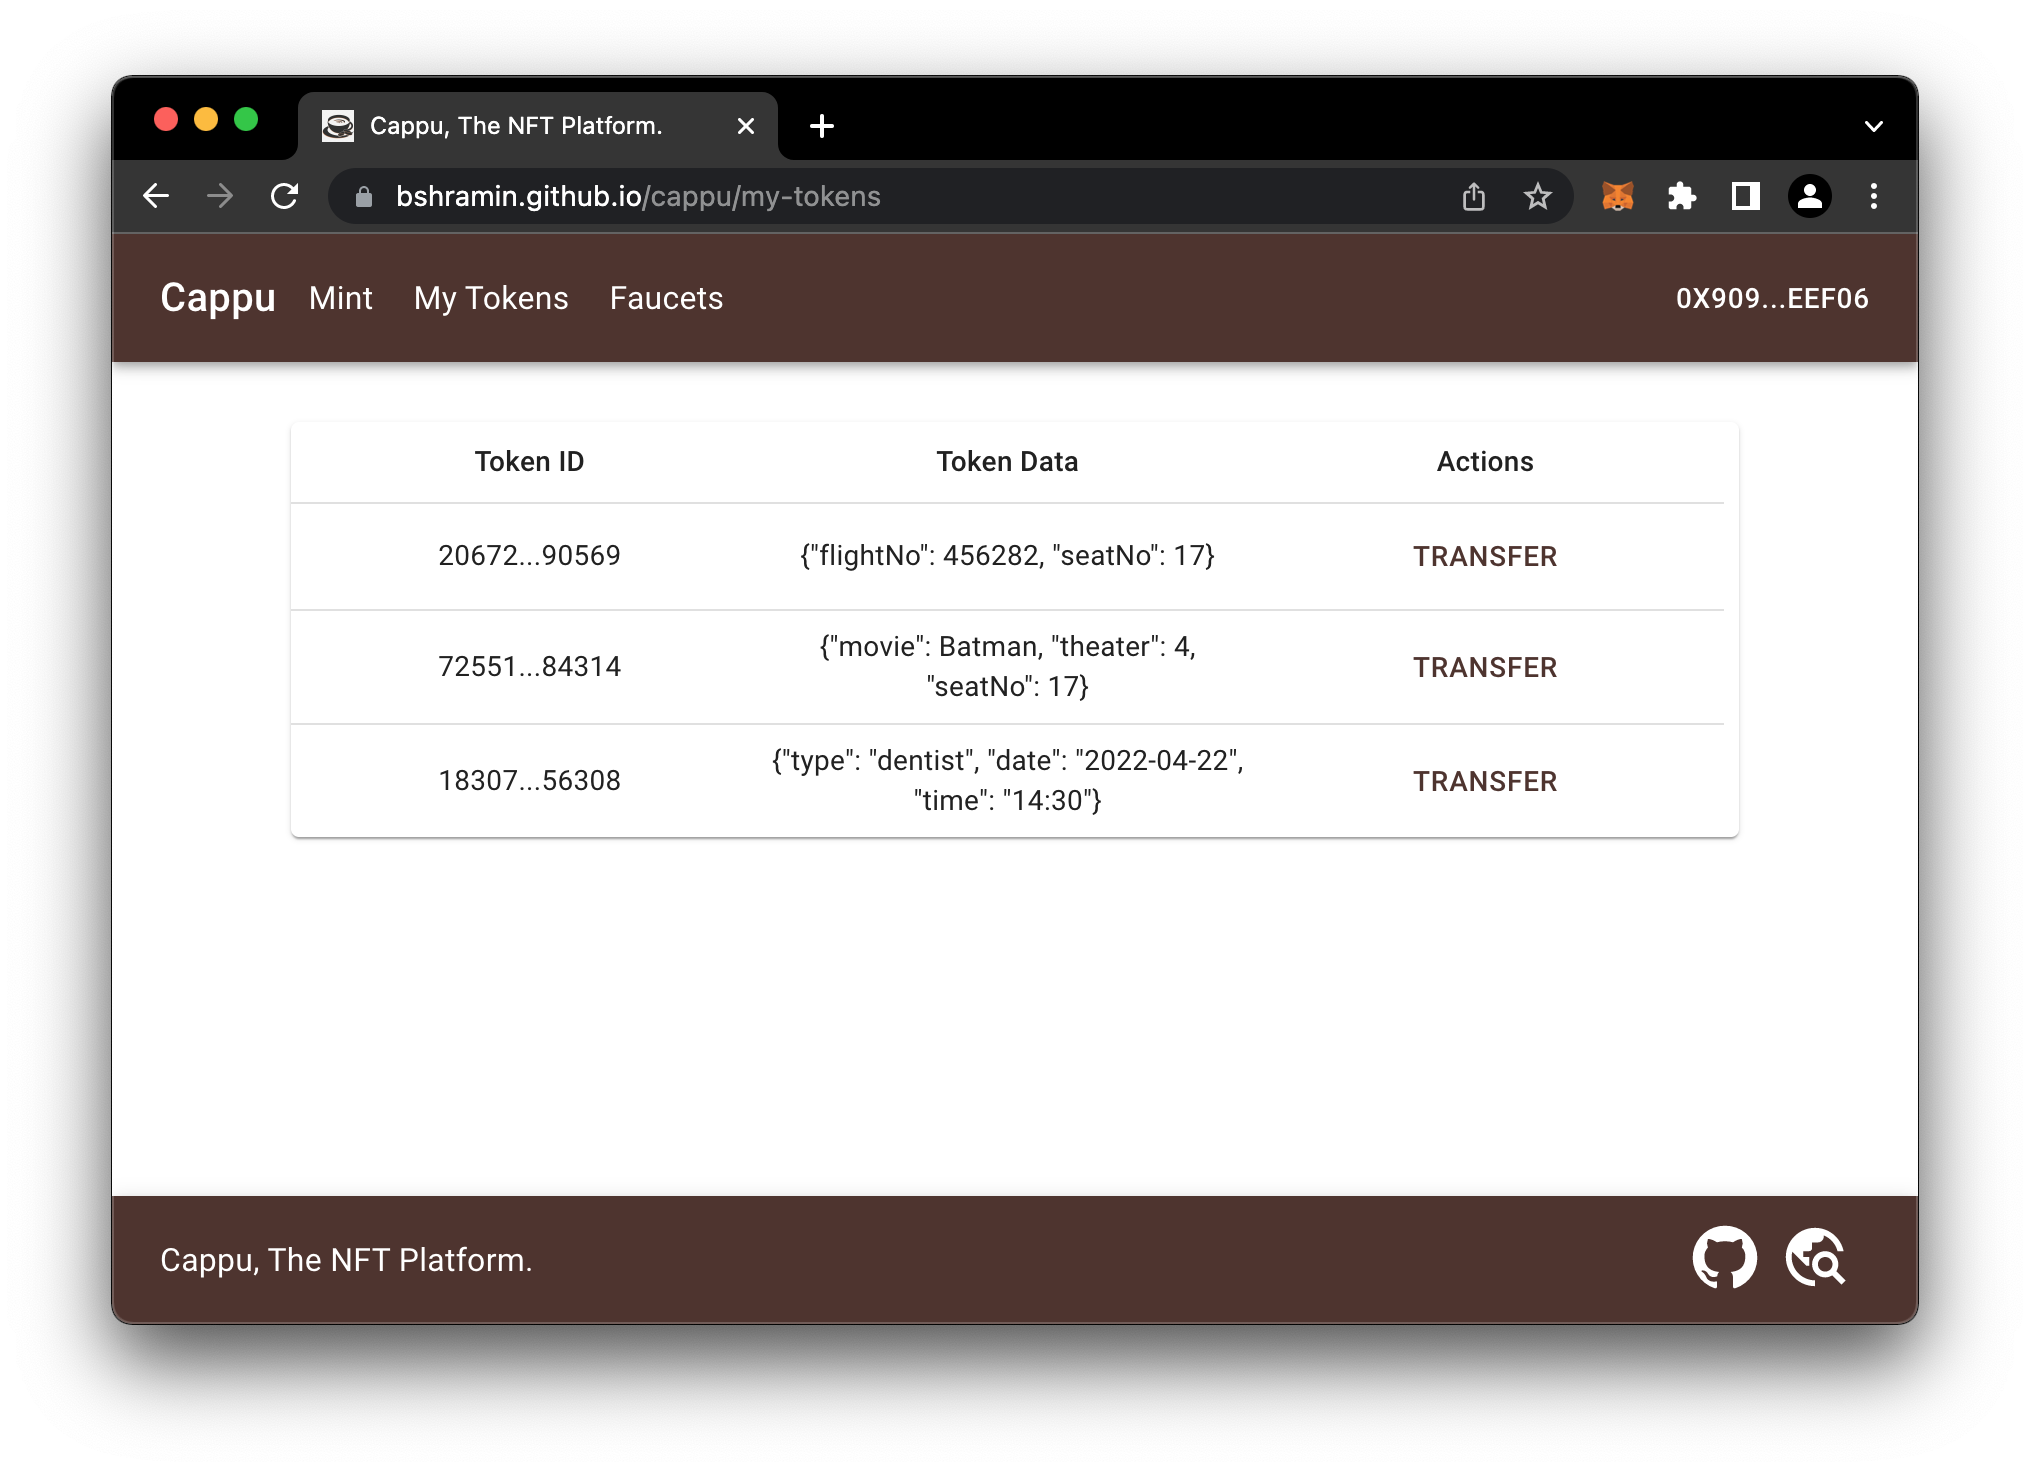 Cappu, The NFT Platform.
bshramin.github.io/cappu/my-tokens
Cappu Mint My Tokens Faucets 0X909...EEF06
Token ID Token Data Actions
20672...90569 {"flightNo": 456282, "seatNo": 17} TRANSFER
72551...84314 {"movie": Batman, "theater": 4,
"seatNo": 17} TRANSFER
18307...56308 {"type": "dentist", "date": "2022-04-22",
"time": "14:30"} TRANSFER
Cappu, The NFT Platform.